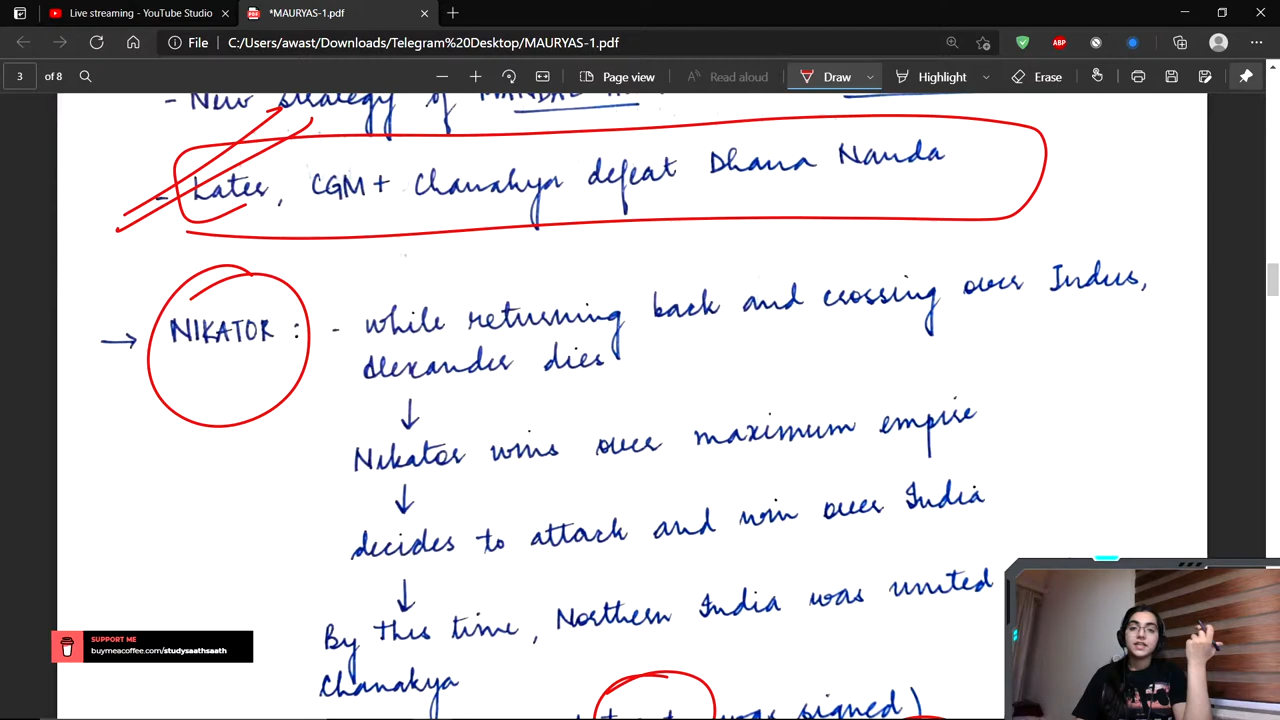 Live streaming - YouTube Studio
*MAURYAS-1.pdf
File
C:/Users/awast/Downloads/Telegram%20Desktop/MAURYAS-1.pdf
3 of 8
Page view
Read aloud
Draw
Highlight
Erase
- New strategy of
- Later, CGM + Chanakya defeat Dhana Nanda
→ NIKATOR : - while returning back and crossing over Indus,
Alexander dies
↓
Nikator wins over maximum empire
↓
decides to attack and win over India
↓
By this time, Northern India was united
Chanakya
was signed)
SUPPORT ME
buymeacoffee.com/studysaathsaath
ABP